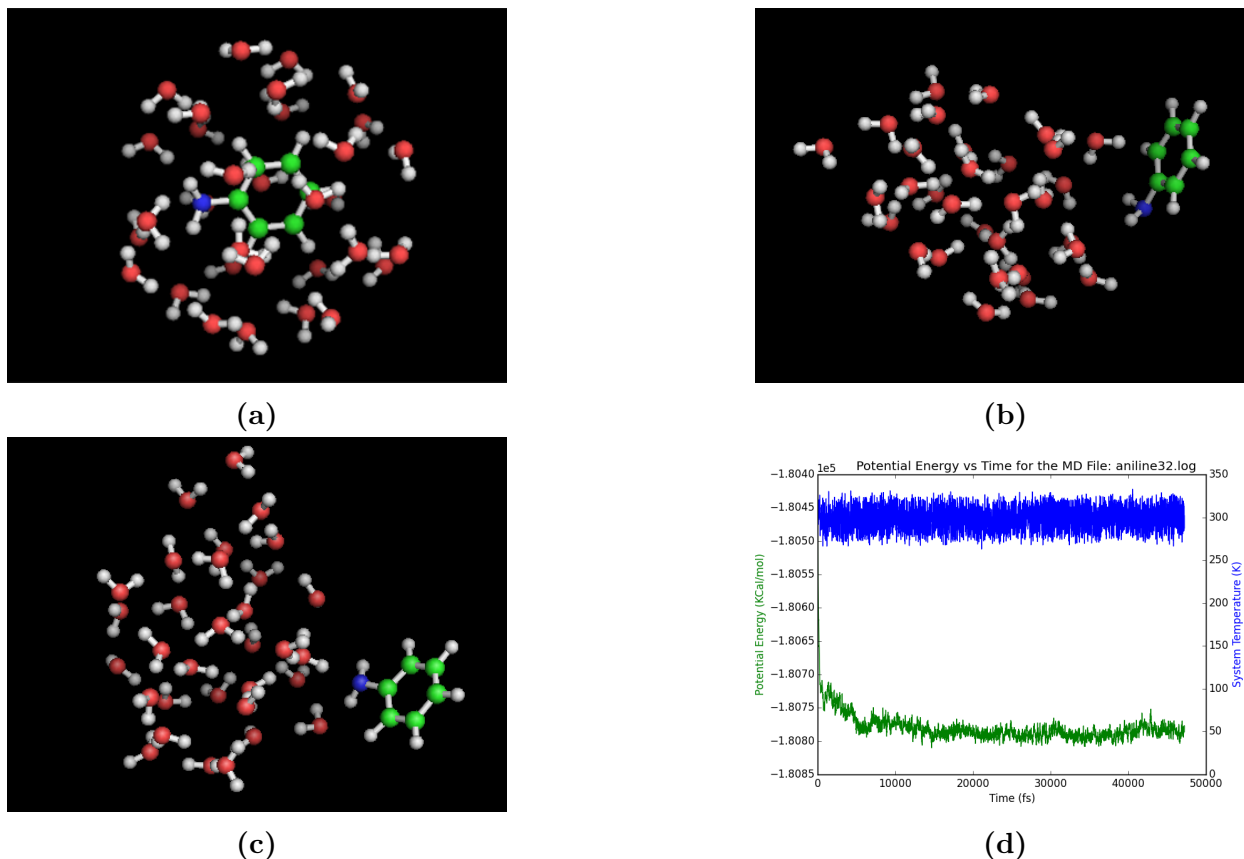 (a)
(b)
Potential Energy vs Time for the MD File: aniline32.log
1e5
−1.8040
−1.8045
−1.8050
−1.8055
−1.8060
−1.8065
−1.8070
−1.8075
−1.8080
−1.8085
Potential Energy (KCal/mol)
350
300
250
200
150
100
50
0
System Temperature (K)
0
10000
20000
30000
40000
50000
Time (fs)
(c)
(d)